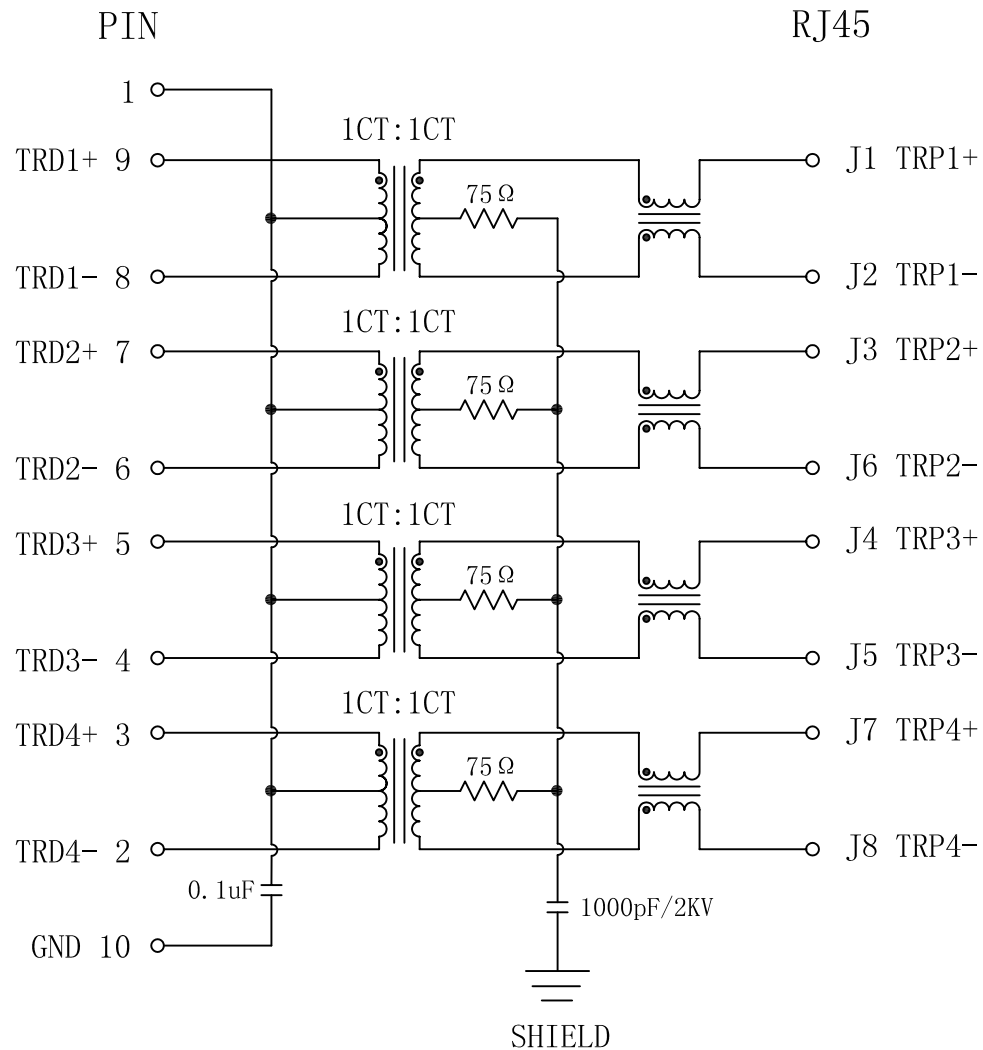 PIN RJ45
1
1CT:1CT
TRD1+ 9 J1 TRP1+
75Ω
TRD1- 8 J2 TRP1-
1CT:1CT
TRD2+ 7 J3 TRP2+
75Ω
TRD2- 6 J6 TRP2-
1CT:1CT
TRD3+ 5 J4 TRP3+
75Ω
TRD3- 4 J5 TRP3-
1CT:1CT
TRD4+ 3 J7 TRP4+
75Ω
TRD4- 2 J8 TRP4-
0.1uF
1000pF/2KV
GND 10
SHIELD